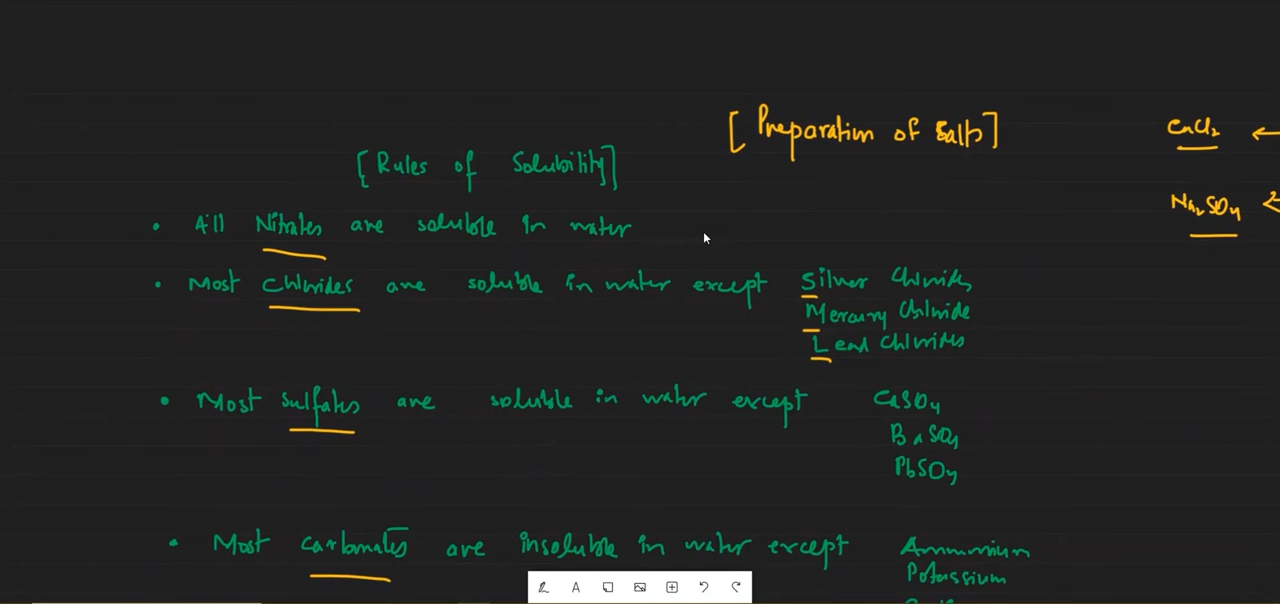 [Preparation of Salts]
CaCl2 ←
[Rules of Solubility]
Na2SO4 ←
• All Nitrates are soluble in water
• Most Chlorides are soluble in water except Silver Chloride
Mercury Chloride
Lead Chlorides
• Most Sulfates are soluble in water except CaSO4
BaSO4
PbSO4
• Most Carbonates are insoluble in water except Ammonium
Potassium